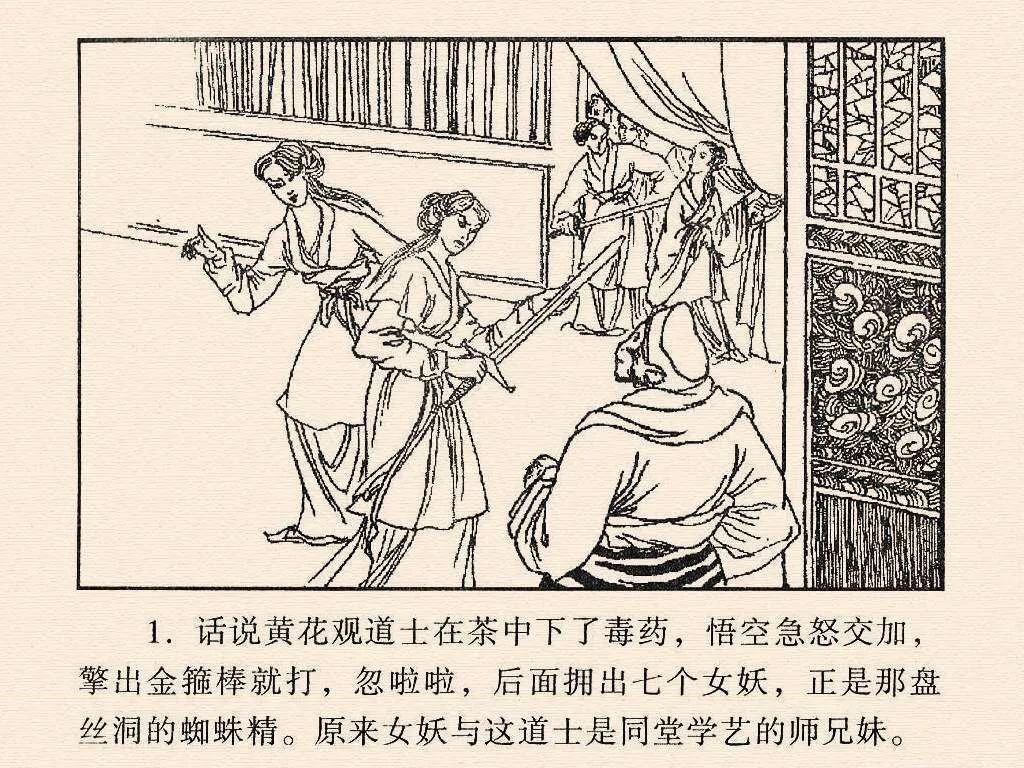 1．话说黄花观道士在茶中下了毒药，悟空急怒交加，
擎出金箍棒就打，忽啦啦，后面拥出七个女妖，正是那盘
丝洞的蜘蛛精。原来女妖与这道士是同堂学艺的师兄妹。